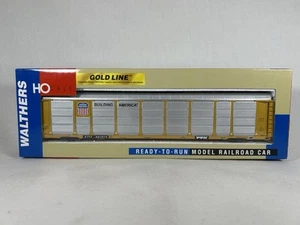 WALTHERS
HO
GOLD LINE
BUILDING AMERICA
READY-TO-RUN MODEL RAILROAD CAR